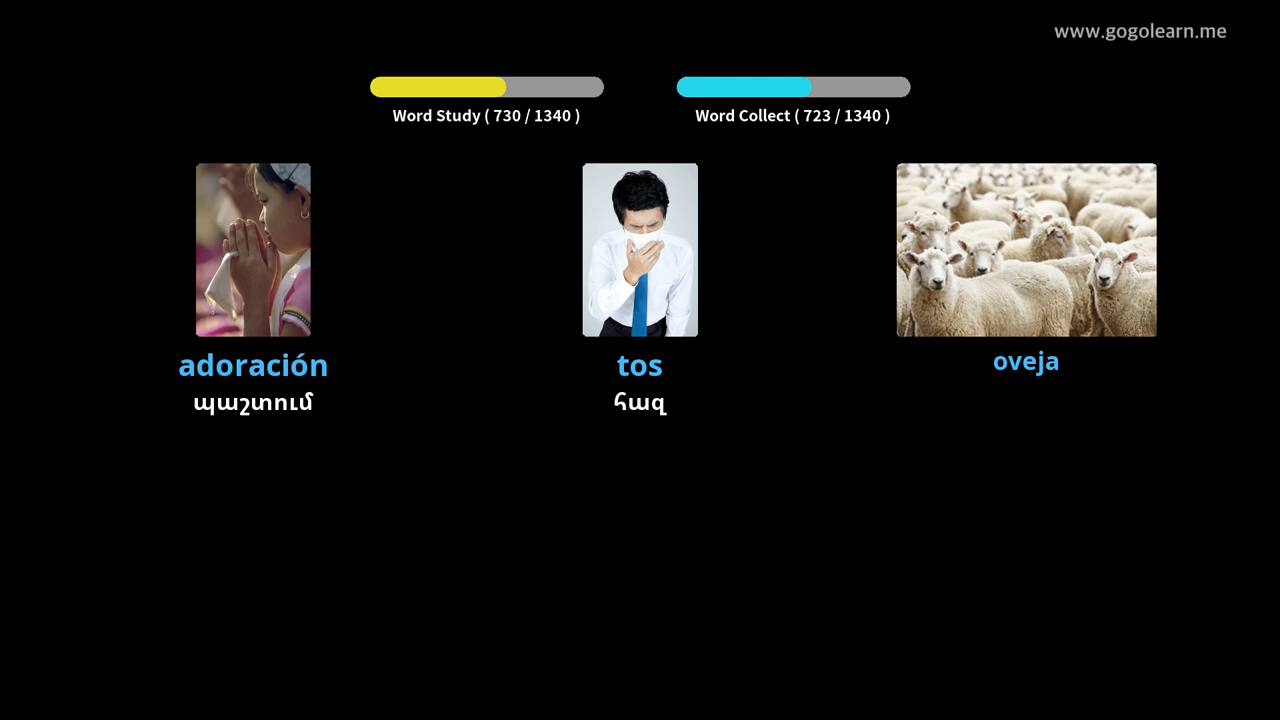 www.gogolearn.me
Word Study ( 730 / 1340 )
Word Collect ( 723 / 1340 )
adoración
tos
oveja
պաշտում
հազ